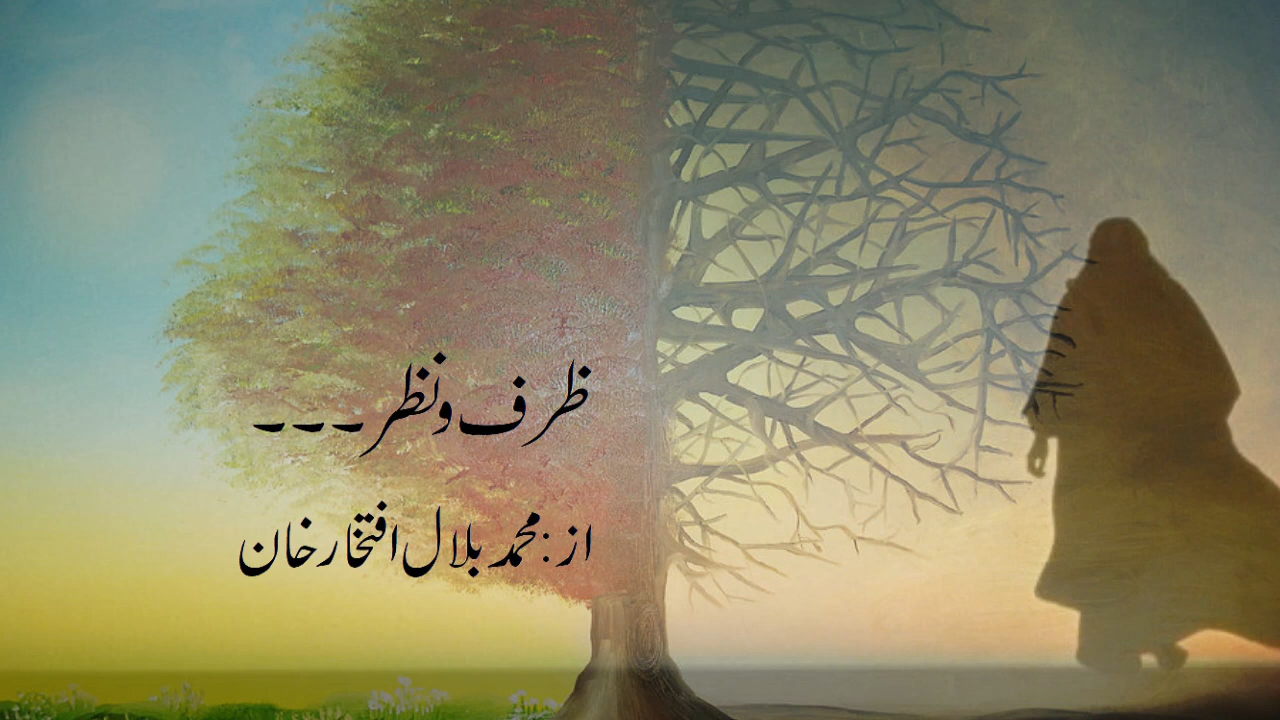 ظرف و نظر ۔۔۔
از: محمد بلال افتخار خان